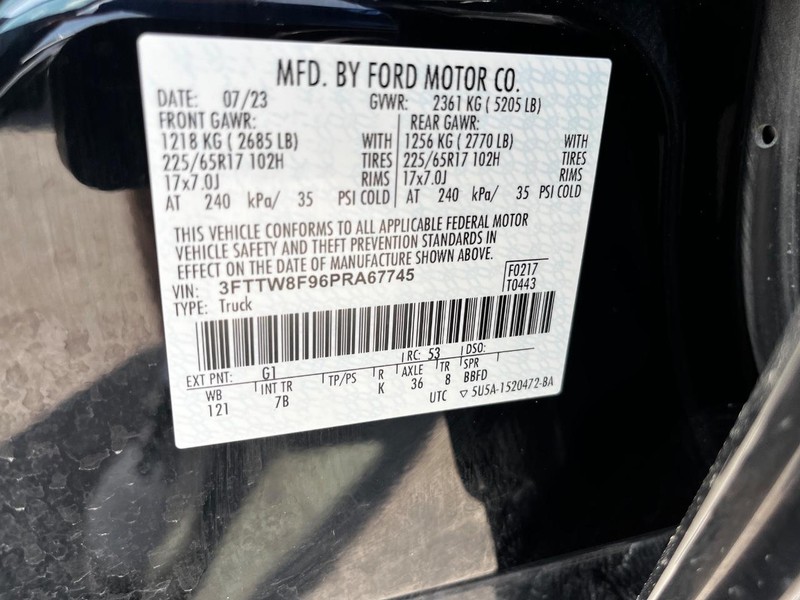 MFD. BY FORD MOTOR CO.
DATE: 07/23 GVWR: 2361 KG ( 5205 LB)
FRONT GAWR: REAR GAWR:
1218 KG ( 2685 LB) WITH 1256 KG ( 2770 LB) WITH
225/65R17 102H TIRES 225/65R17 102H TIRES
17x7.0J RIMS 17x7.0J RIMS
AT 240 kPa/ 35 PSI COLD AT 240 kPa/ 35 PSI COLD
THIS VEHICLE CONFORMS TO ALL APPLICABLE FEDERAL MOTOR
VEHICLE SAFETY AND THEFT PREVENTION STANDARDS IN
EFFECT ON THE DATE OF MANUFACTURE SHOWN ABOVE.
VIN: 3FTTW8F96PRA67745 F0217
TYPE: Truck T0443
EXT PNT: G1 RC: 53 DSO:
WB INT TR TP/PS R AXLE TR SPR
121 7B K 36 8 BBFD
UTC ▽ 5U5A-1520472-BA